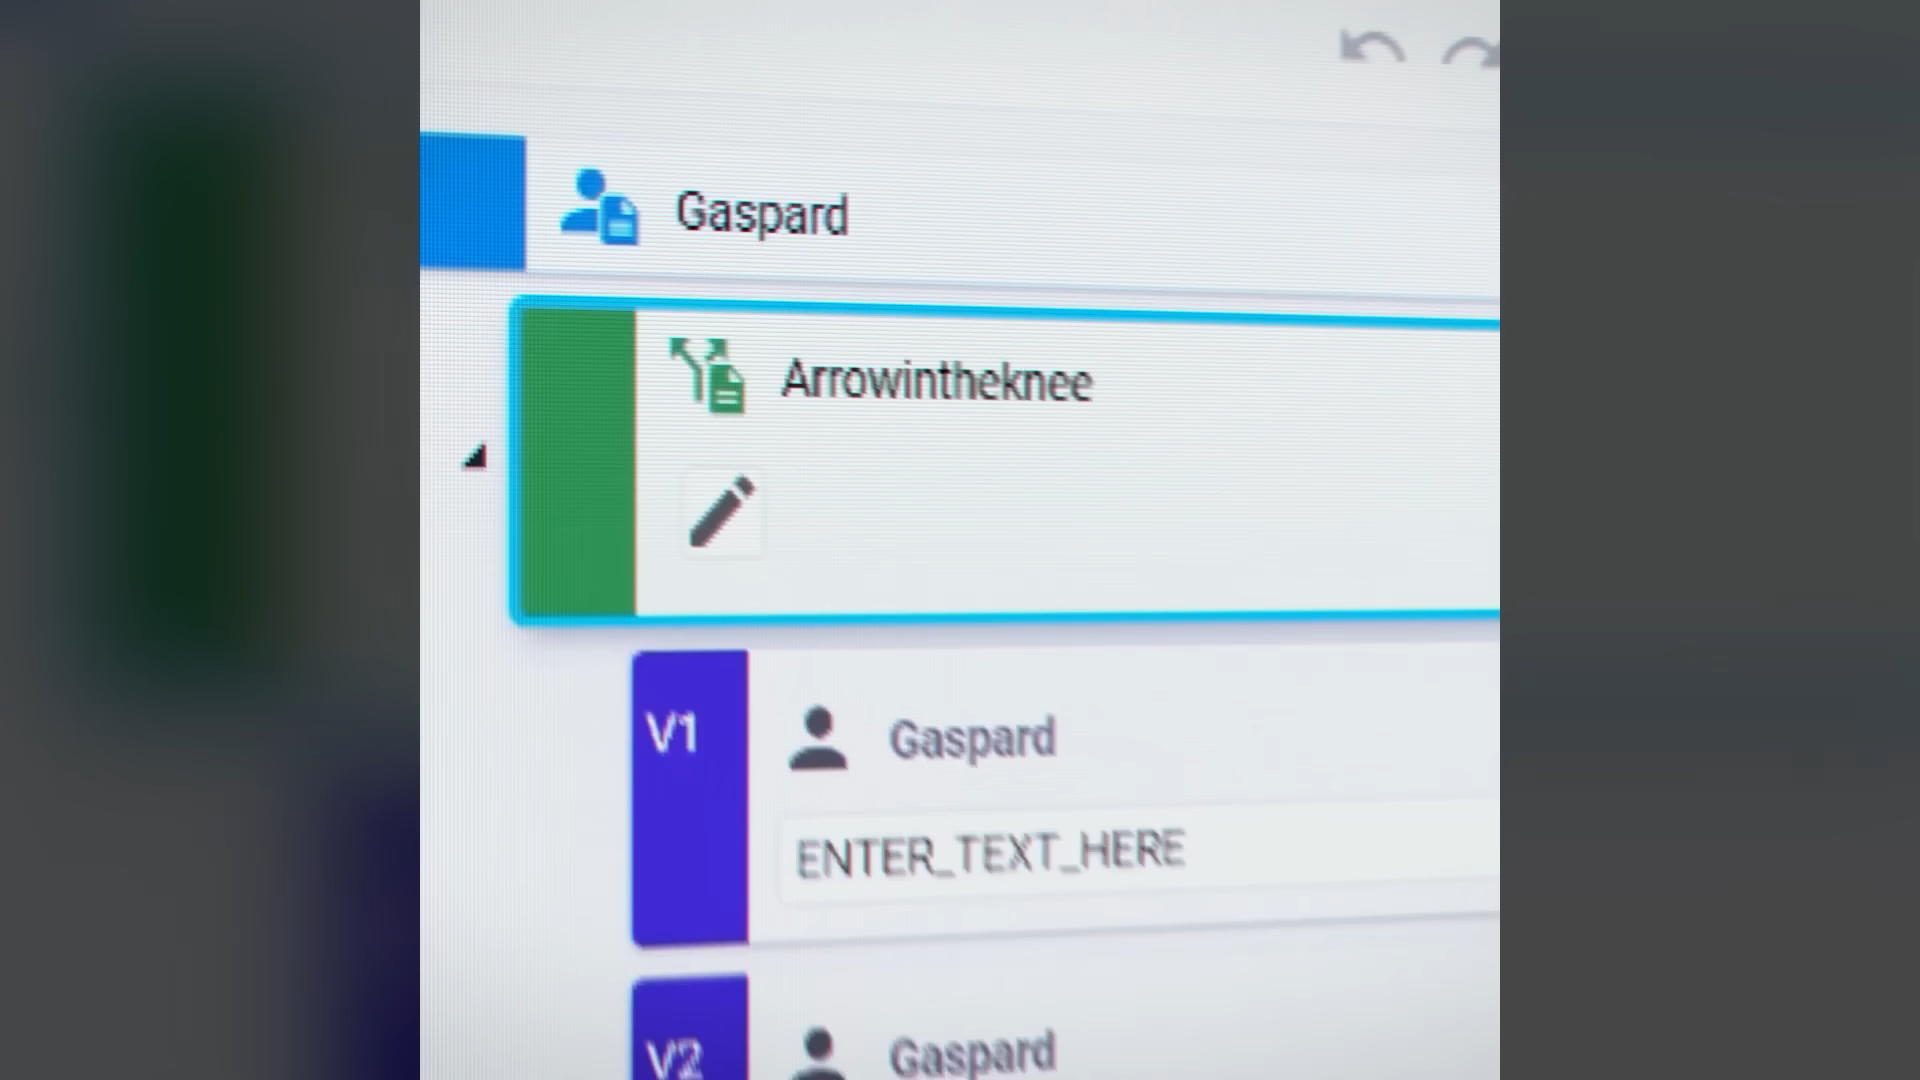 Gaspard
Arrowintheknee
V1
Gaspard
ENTER_TEXT_HERE
V2
Gaspard